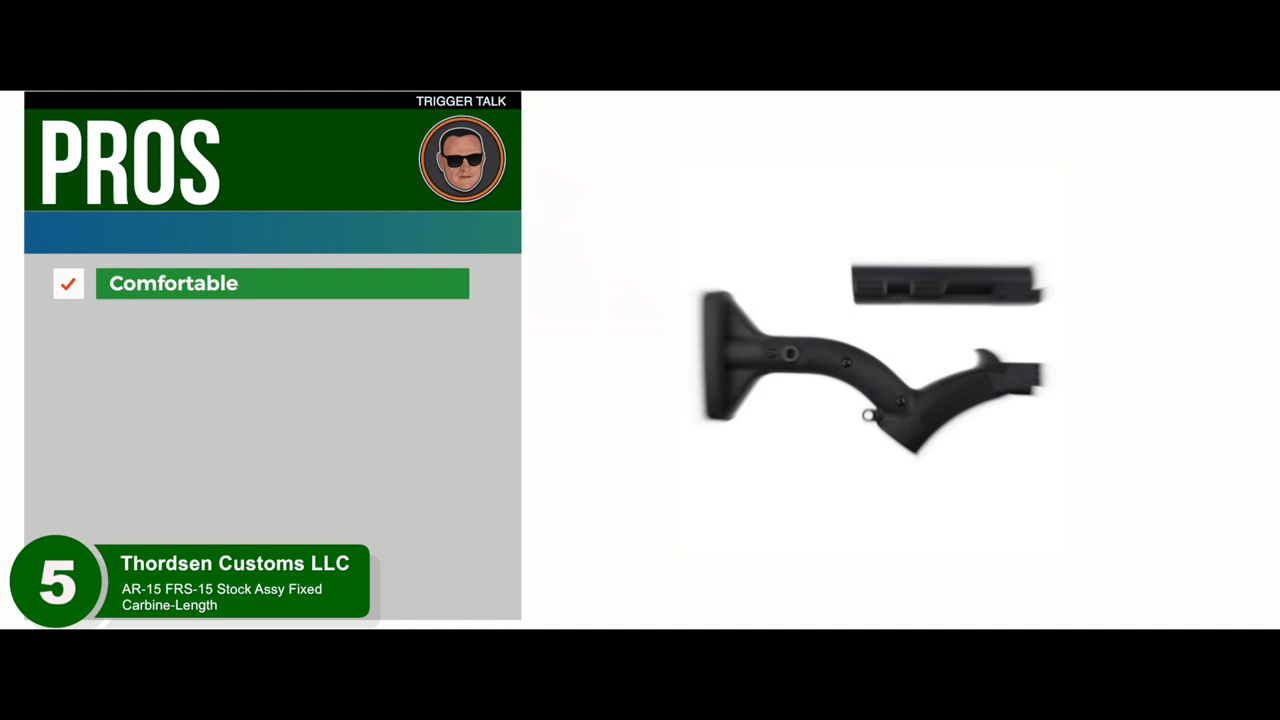 TRIGGER TALK
PROS
Comfortable
5
Thordsen Customs LLC
AR-15 FRS-15 Stock Assy Fixed
Carbine-Length